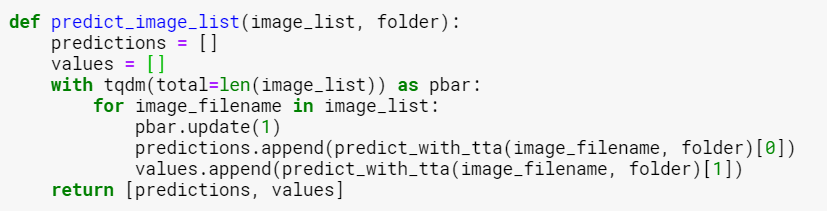 def predict_image_list(image_list, folder):
    predictions = []
    values = []
    with tqdm(total=len(image_list)) as pbar:
        for image_filename in image_list:
            pbar.update(1)
            predictions.append(predict_with_tta(image_filename, folder)[0])
            values.append(predict_with_tta(image_filename, folder)[1])
    return [predictions, values]